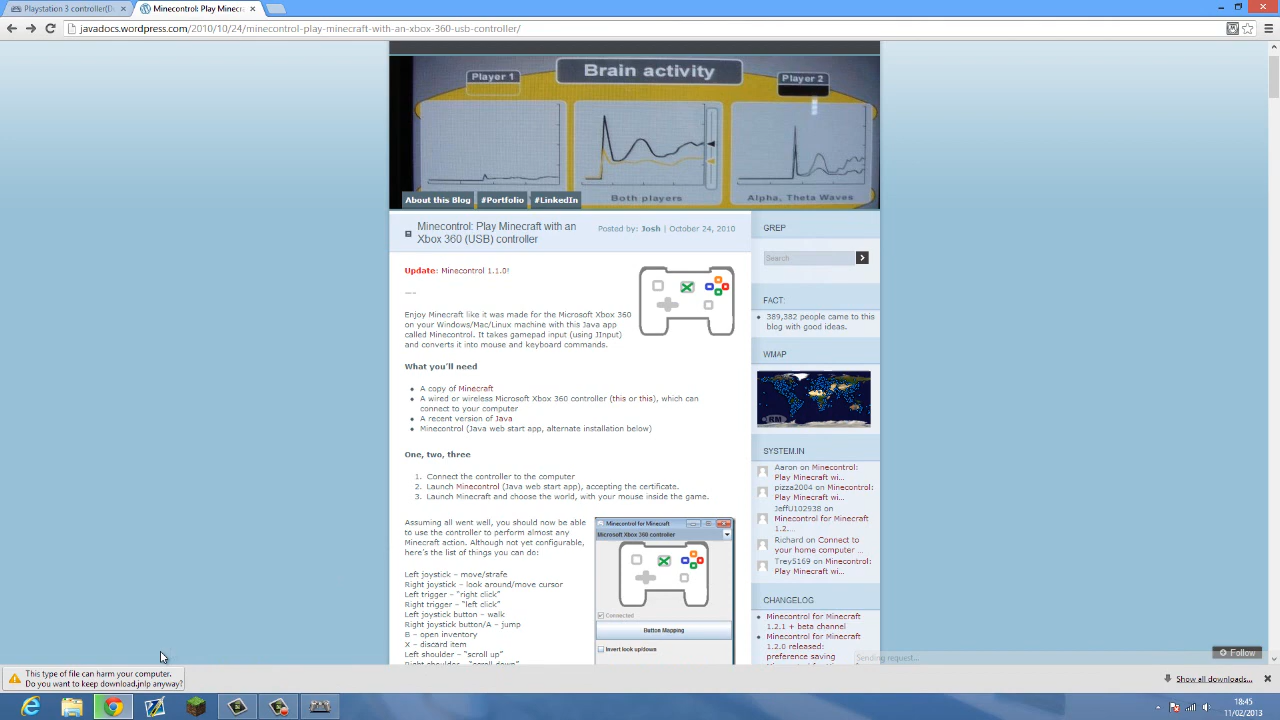 Playstation 3 controller(D
Minecontrol: Play Minecr
javadocs.wordpress.com/2010/10/24/minecontrol-play-minecraft-with-an-xbox-360-usb-controller/
Player 1
Brain activity
Player 2
Both players
Alpha, Theta Waves
About this Blog
#Portfolio
#LinkedIn
Minecontrol: Play Minecraft with an
Xbox 360 (USB) controller
Posted by: Josh | October 24, 2010
Update: Minecontrol 1.1.0!
—–
Enjoy Minecraft like it was made for the Microsoft Xbox 360
on your Windows/Mac/Linux machine with this Java app
called Minecontrol. It takes gamepad input (using JInput)
and converts it into mouse and keyboard commands.
What you'll need
A copy of Minecraft
A wired or wireless Microsoft Xbox 360 controller (this or this), which can
connect to your computer
A recent version of Java
Minecontrol (Java web start app, alternate installation below)
One, two, three
1. Connect the controller to the computer
2. Launch Minecontrol (Java web start app), accepting the certificate.
3. Launch Minecraft and choose the world, with your mouse inside the game.
Assuming all went well, you should now be able
to use the controller to perform almost any
Minecraft action. Although not yet configurable,
here's the list of things you can do:
Left joystick – move/strafe
Right joystick – look around/move cursor
Left trigger – "right click"
Right trigger – "left click"
Left joystick button – walk
Right joystick button/A – jump
B – open inventory
X – discard item
Left shoulder – "scroll up"
Right shoulder – "scroll down"
Minecontrol for Minecraft
Microsoft Xbox 360 controller
Connected
Button Mapping
Invert look up/down
GREP
Search
FACT:
389,382 people came to this
blog with good ideas.
WMAP
SYSTEM.IN
Aaron on Minecontrol:
Play Minecraft wi...
pizza2004 on Minecontrol:
Play Minecraft wi...
JeffU102938 on
Minecontrol for Minecraft
1.2....
Richard on Connect to
your home computer ...
Trey5169 on Minecontrol:
Play Minecraft wi...
CHANGELOG
Minecontrol for Minecraft
1.2.1 + beta channel
Minecontrol for Minecraft
1.2.0 released:
preference saving
Sending request...
Follow
This type of file can harm your computer.
Do you want to keep download.jnlp anyway?
Show all downloads...
18:45
11/02/2013